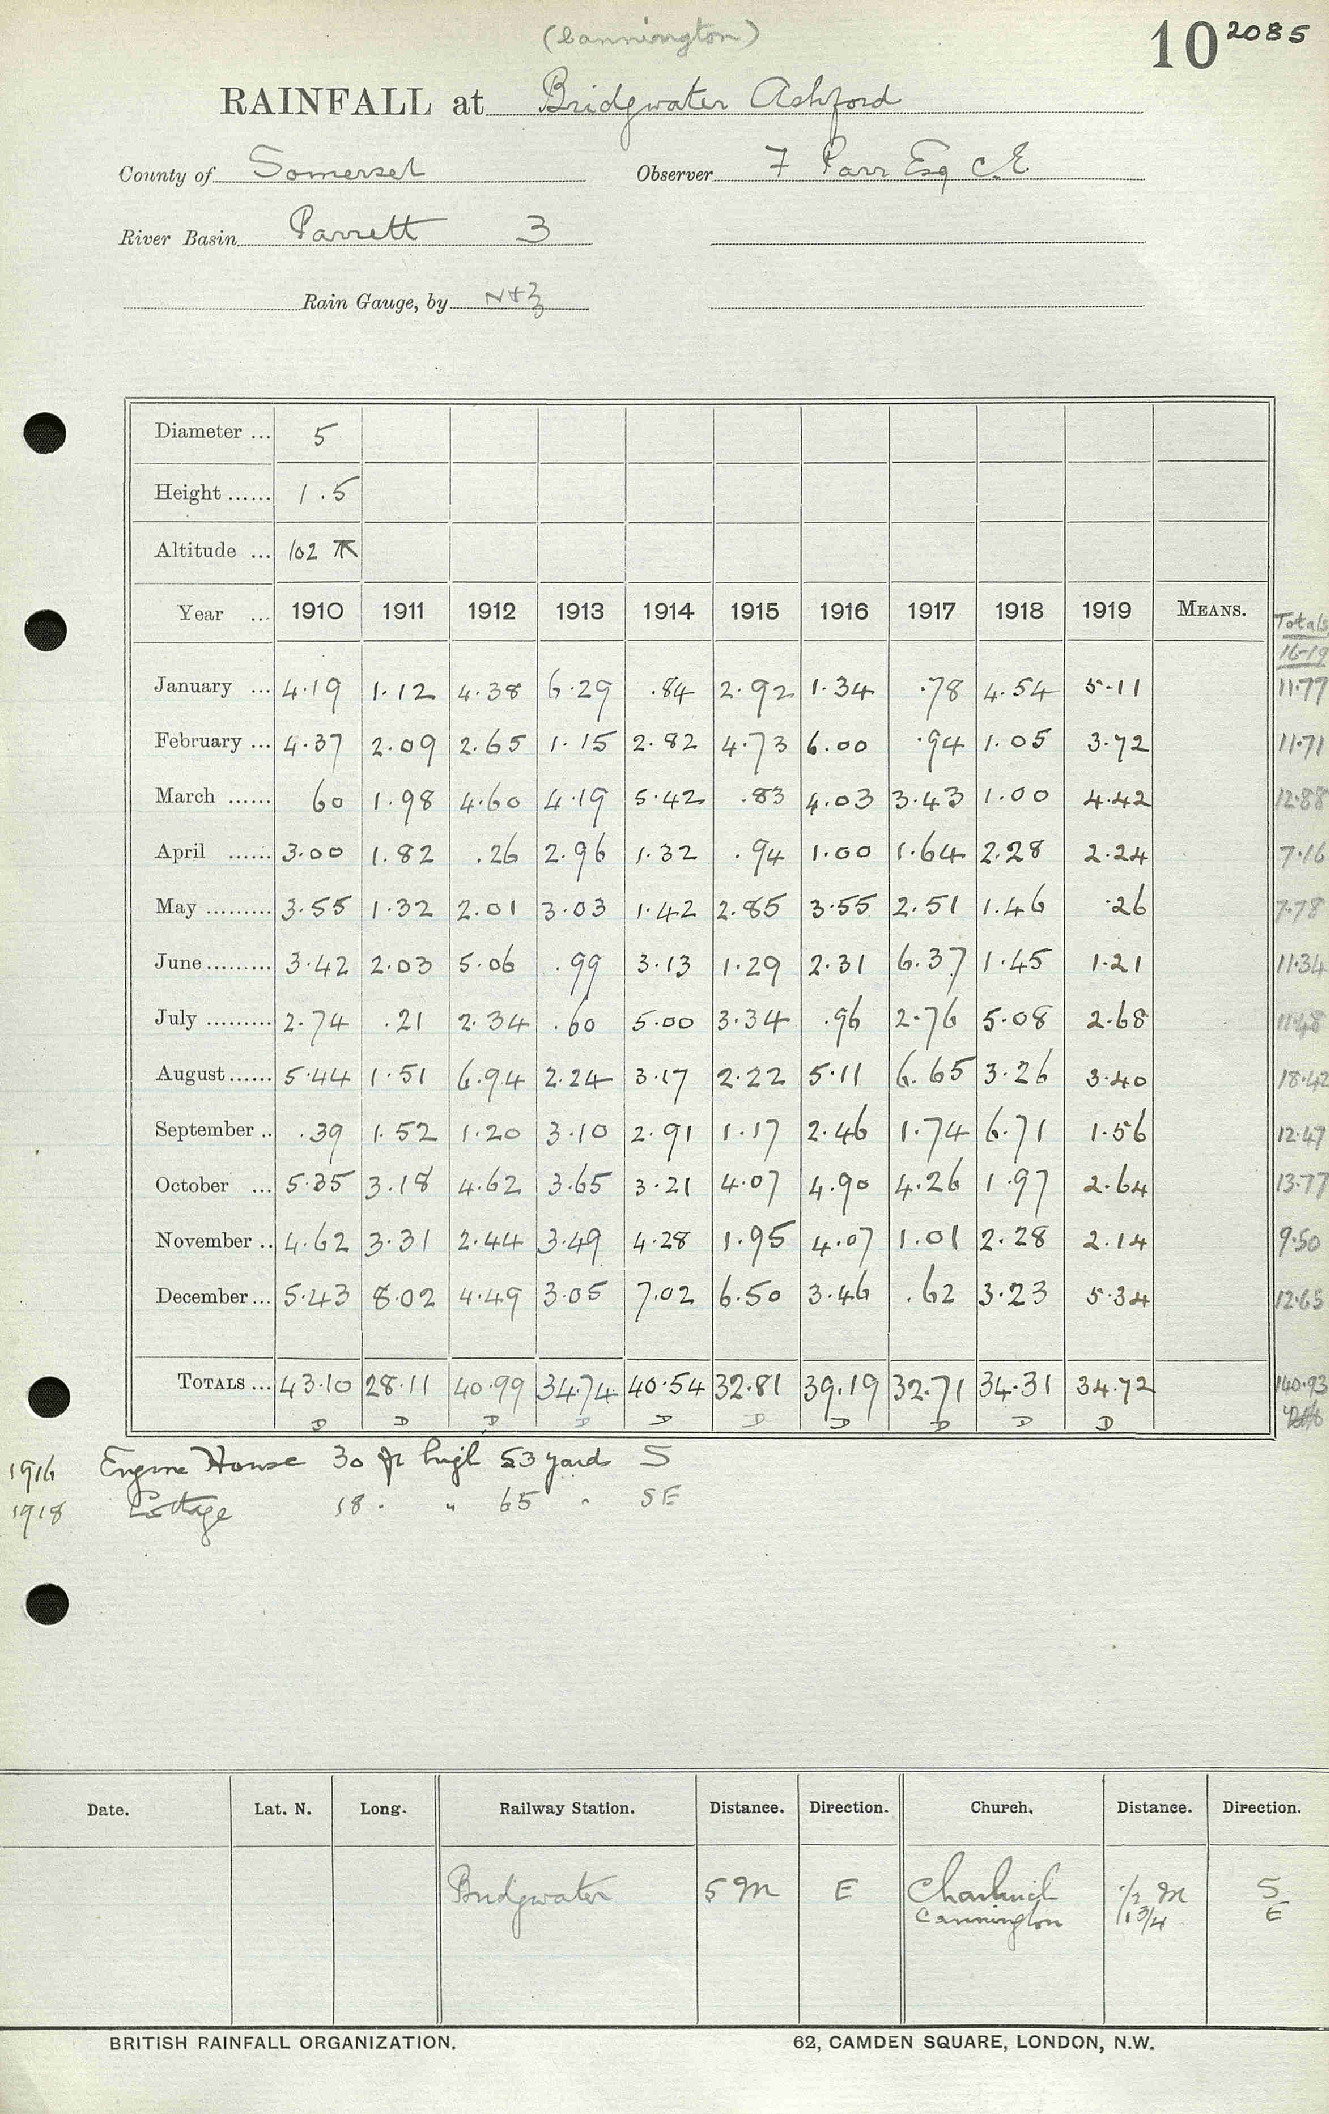 (Cannington)
10 2085
RAINFALL at Bridgwater Ashford
County of Somerset Observer F Parr Esq C.E
River Basin Parrett 3
Rain Gauge, by N+Z
Diameter ... 5
Height ...... 1.5
Altitude ... 102
Year ... 1910 1911 1912 1913 1914 1915 1916 1917 1918 1919 MEANS. Totals
16-19
January ... 4.19 1.12 4.38 6.29 .84 2.92 1.34 .78 4.54 5.11 11.77
February ... 4.37 2.09 2.65 1.15 2.82 4.73 6.00 .94 1.05 3.72 11.71
March ...... 60 1.98 4.60 4.19 5.42 .83 4.03 3.43 1.00 4.42 12.88
April ...... 3.00 1.82 .26 2.96 1.32 .94 1.00 1.64 2.28 2.24 7.16
May ......... 3.55 1.32 2.01 3.03 1.42 2.85 3.55 2.51 1.46 .26 7.78
June ......... 3.42 2.03 5.06 .99 3.13 1.29 2.31 6.37 1.45 1.21 11.34
July ......... 2.74 .21 2.34 .60 5.00 3.34 .96 2.76 5.08 2.68 11.48
August ...... 5.44 1.51 6.94 2.24 3.17 2.22 5.11 6.65 3.26 3.40 18.42
September .. .39 1.52 1.20 3.10 2.91 1.17 2.46 1.74 6.71 1.56 12.47
October ... 5.35 3.18 4.62 3.65 3.21 4.07 4.90 4.26 1.97 2.64 13.77
November .. 4.62 3.31 2.44 3.49 4.28 1.95 4.07 1.01 2.28 2.14 9.50
December ... 5.43 8.02 4.49 3.05 7.02 6.50 3.46 .62 3.23 5.34 12.65
TOTALS ... 43.10 28.11 40.99 34.74 40.54 32.81 39.19 32.71 34.31 34.72 140.93
D D D D D D D D D D
1916 Engine House 30 ft high 53 yards S
1918 Cottage 18 . " 65 " SE
Date. Lat. N. Long. Railway Station. Distance. Direction. Church. Distance. Direction.
Bridgwater 5 M E Charlinch 1/2 M S
Cannington 1 3/4 E
BRITISH RAINFALL ORGANIZATION. 62, CAMDEN SQUARE, LONDON, N.W.